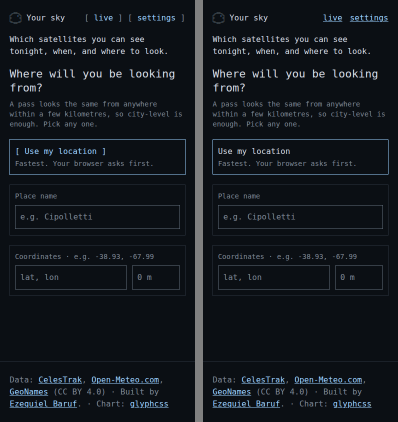 Your sky [ live ] [ settings ]
Which satellites you can see
tonight, when, and where to look.
Where will you be looking
from?
A pass looks the same from anywhere
within a few kilometres, so city-level is
enough. Pick any one.
[ Use my location ]
Fastest. Your browser asks first.
Place name
e.g. Cipolletti
Coordinates · e.g. -38.93, -67.99
lat, lon 0 m
Data: CelesTrak, Open-Meteo.com,
GeoNames (CC BY 4.0) · Built by
Ezequiel Baruf. · Chart: glyphcss
Your sky live settings
Which satellites you can see
tonight, when, and where to look.
Where will you be looking
from?
A pass looks the same from anywhere
within a few kilometres, so city-level is
enough. Pick any one.
Use my location
Fastest. Your browser asks first.
Place name
e.g. Cipolletti
Coordinates · e.g. -38.93, -67.99
lat, lon 0 m
Data: CelesTrak, Open-Meteo.com,
GeoNames (CC BY 4.0) · Built by
Ezequiel Baruf. · Chart: glyphcss